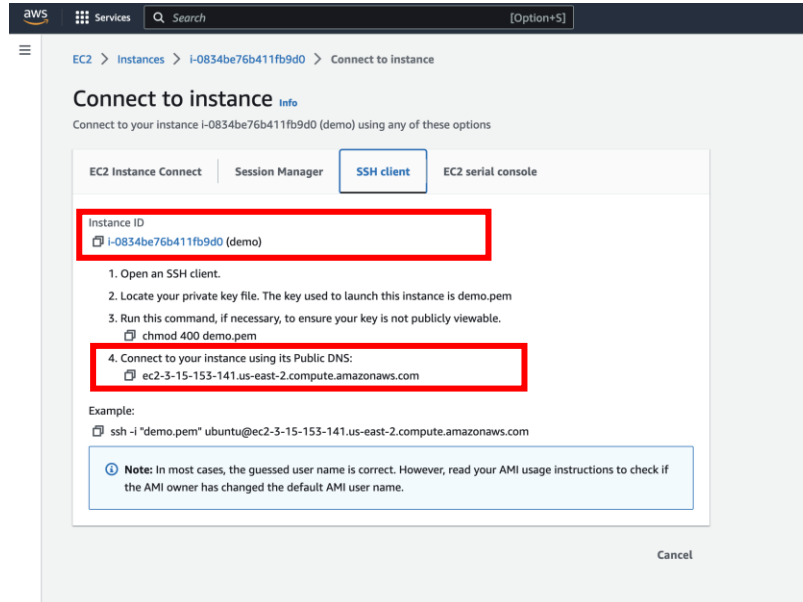 aws
Services
Search
[Option+S]
EC2 > Instances > i-0834be76b411fb9d0 > Connect to instance
Connect to instance Info
Connect to your instance i-0834be76b411fb9d0 (demo) using any of these options
EC2 Instance Connect
Session Manager
SSH client
EC2 serial console
Instance ID
i-0834be76b411fb9d0 (demo)
1. Open an SSH client.
2. Locate your private key file. The key used to launch this instance is demo.pem
3. Run this command, if necessary, to ensure your key is not publicly viewable.
chmod 400 demo.pem
4. Connect to your instance using its Public DNS:
ec2-3-15-153-141.us-east-2.compute.amazonaws.com
Example:
ssh -i "demo.pem" ubuntu@ec2-3-15-153-141.us-east-2.compute.amazonaws.com
Note: In most cases, the guessed user name is correct. However, read your AMI usage instructions to check if
the AMI owner has changed the default AMI user name.
Cancel